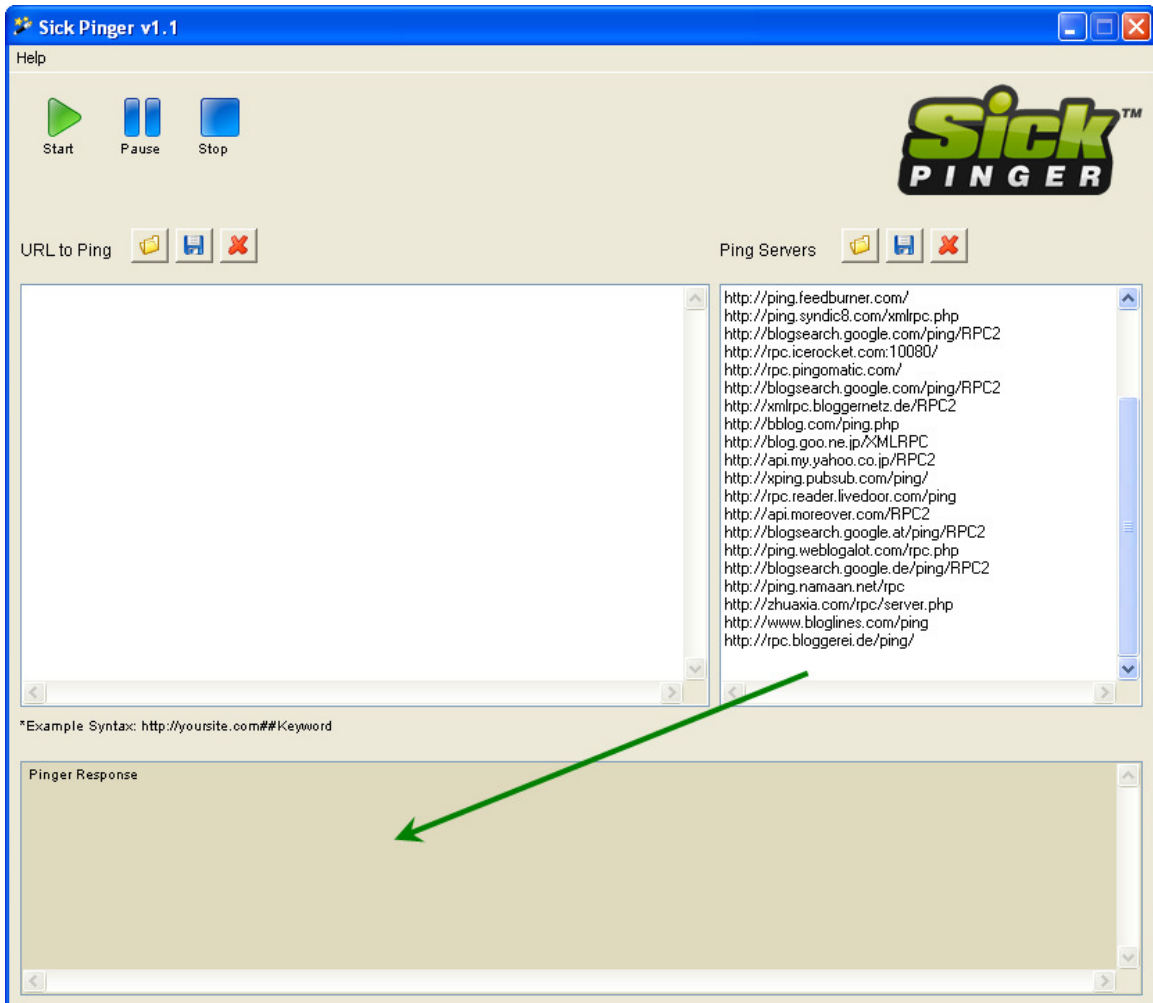 Sick Pinger v1.1
Help
Start Pause Stop
Sick TM
PINGER
URL to Ping
Ping Servers
http://ping.feedburner.com/
http://ping.syndic8.com/xmlrpc.php
http://blogsearch.google.com/ping/RPC2
http://rpc.icerocket.com:10080/
http://rpc.pingomatic.com/
http://blogsearch.google.com/ping/RPC2
http://xmlrpc.bloggernetz.de/RPC2
http://bblog.com/ping.php
http://blog.goo.ne.jp/XMLRPC
http://api.my.yahoo.co.jp/RPC2
http://xping.pubsub.com/ping/
http://rpc.reader.livedoor.com/ping
http://api.moreover.com/RPC2
http://blogsearch.google.at/ping/RPC2
http://ping.weblogalot.com/rpc.php
http://blogsearch.google.de/ping/RPC2
http://ping.namaan.net/rpc
http://zhuaxia.com/rpc/server.php
http://www.bloglines.com/ping
http://rpc.bloggerei.de/ping/
*Example Syntax: http://yoursite.com##Keyword
Pinger Response